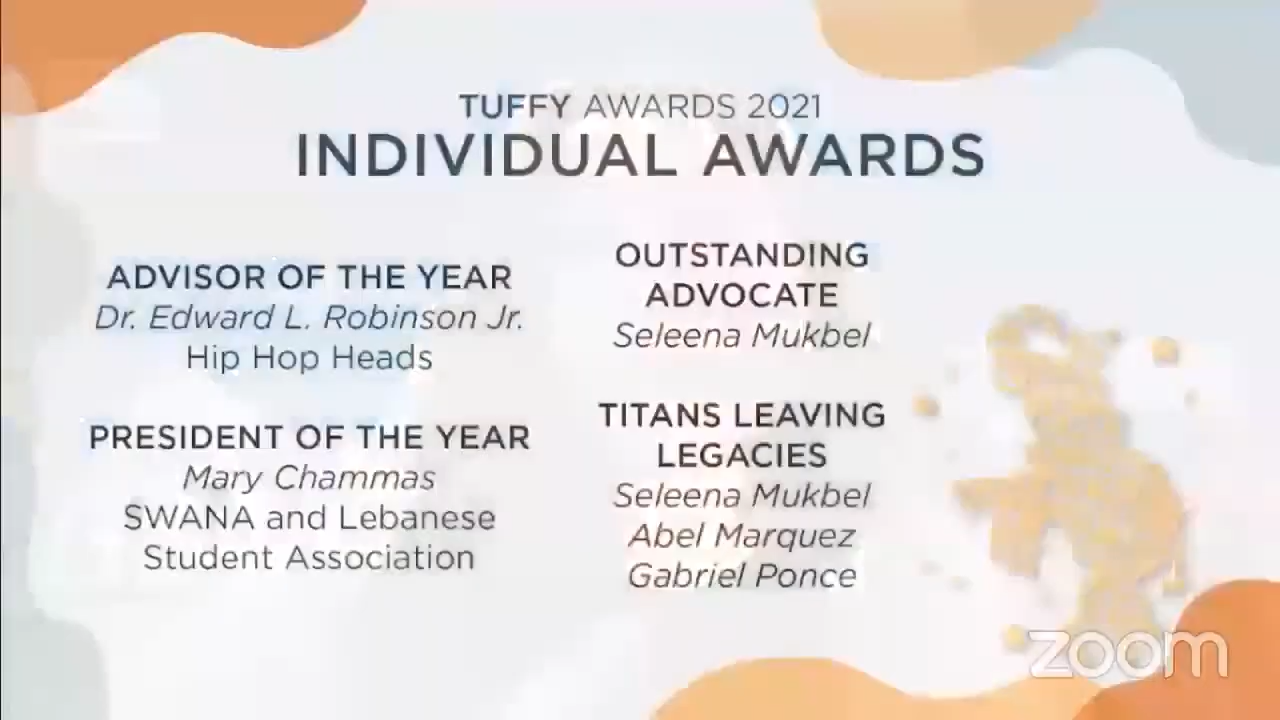 TUFFY AWARDS 2021
INDIVIDUAL AWARDS
ADVISOR OF THE YEAR
Dr. Edward L. Robinson Jr.
Hip Hop Heads
PRESIDENT OF THE YEAR
Mary Chammas
SWANA and Lebanese
Student Association
OUTSTANDING
ADVOCATE
Seleena Mukbel
TITANS LEAVING
LEGACIES
Seleena Mukbel
Abel Marquez
Gabriel Ponce
zoom